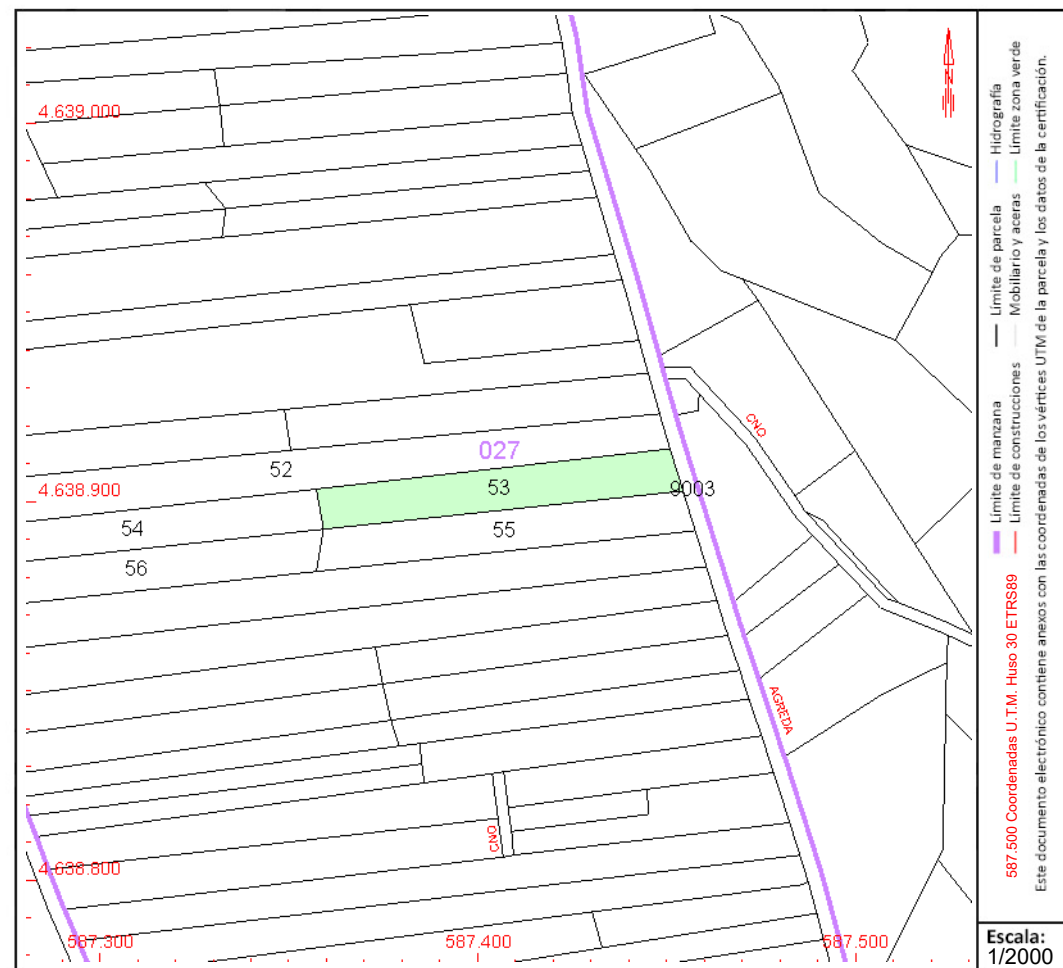 4.639.000
CNO
027
52
4.638.900
53
9003
54
55
56
AGREDA
CNO
4.638.800
587.300
587.400
587.500
N
Límite de manzana
Límite de parcela
Hidrografía
Límite de construcciones
Mobiliario y aceras
Límite zona verde
587.500 Coordenadas U.T.M. Huso 30 ETRS89
Este documento electrónico contiene anexos con las coordenadas de los vértices UTM de la parcela y los datos de la certificación.
Escala:
1/2000